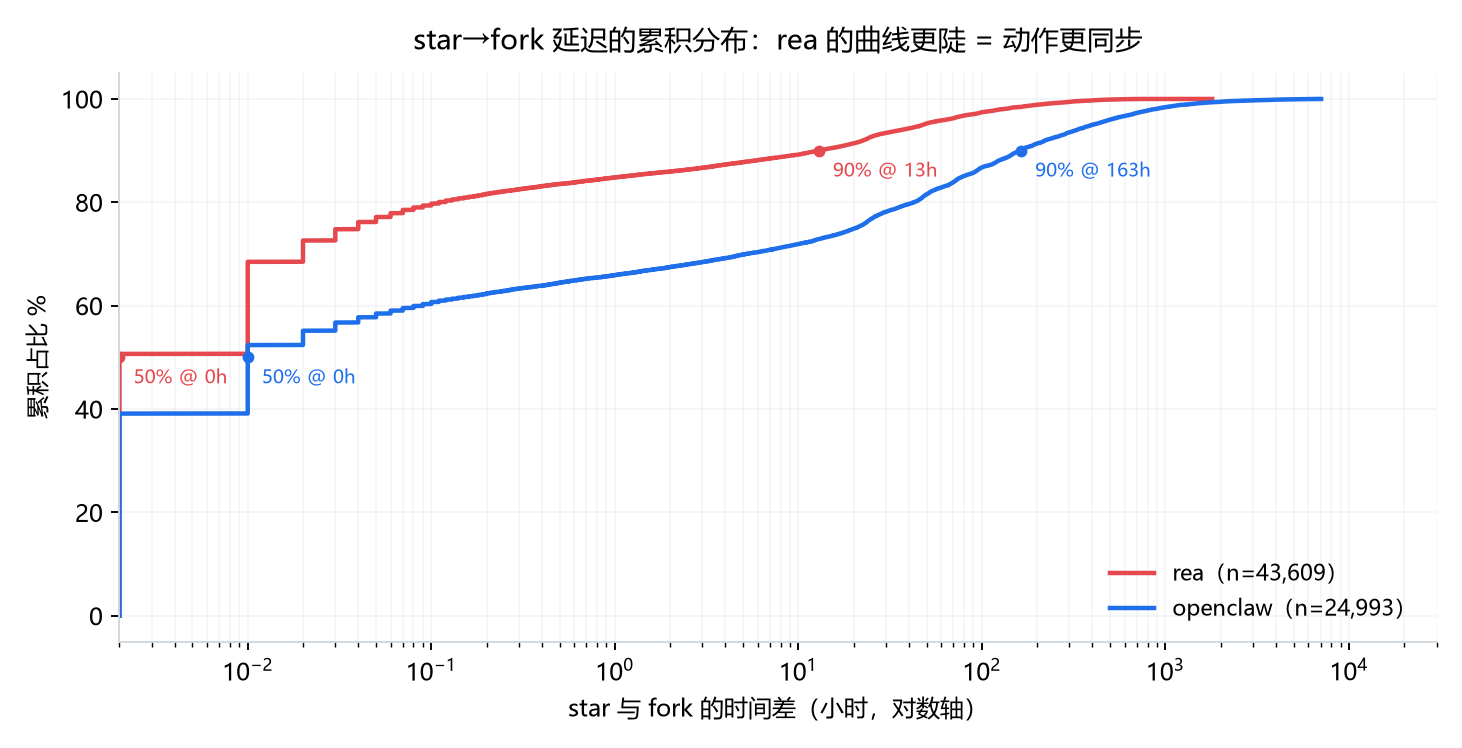 star→fork 延迟的累积分布：rea 的曲线更陡 = 动作更同步
累积占比 %
100
80
60
40
20
0
90% @ 13h
90% @ 163h
50% @ 0h
50% @ 0h
rea（n=43,609）
openclaw（n=24,993）
10⁻²
10⁻¹
10⁰
10¹
10²
10³
10⁴
star 与 fork 的时间差（小时，对数轴）